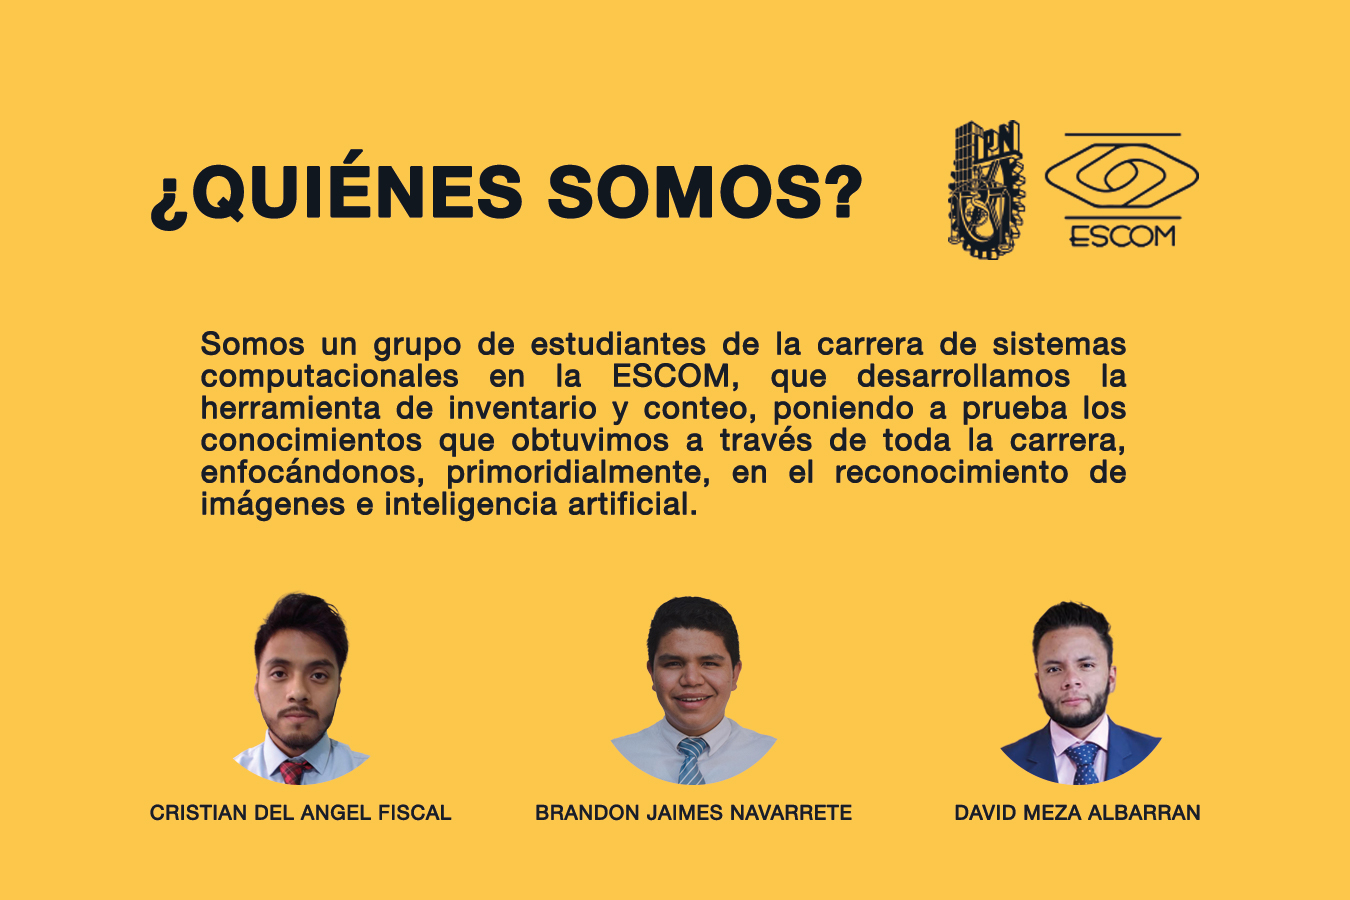 ¿QUIÉNES SOMOS?
IPN
ESCOM
Somos un grupo de estudiantes de la carrera de sistemas
computacionales en la ESCOM, que desarrollamos la
herramienta de inventario y conteo, poniendo a prueba los
conocimientos que obtuvimos a través de toda la carrera,
enfocándonos, primoridialmente, en el reconocimiento de
imágenes e inteligencia artificial.
CRISTIAN DEL ANGEL FISCAL
BRANDON JAIMES NAVARRETE
DAVID MEZA ALBARRAN